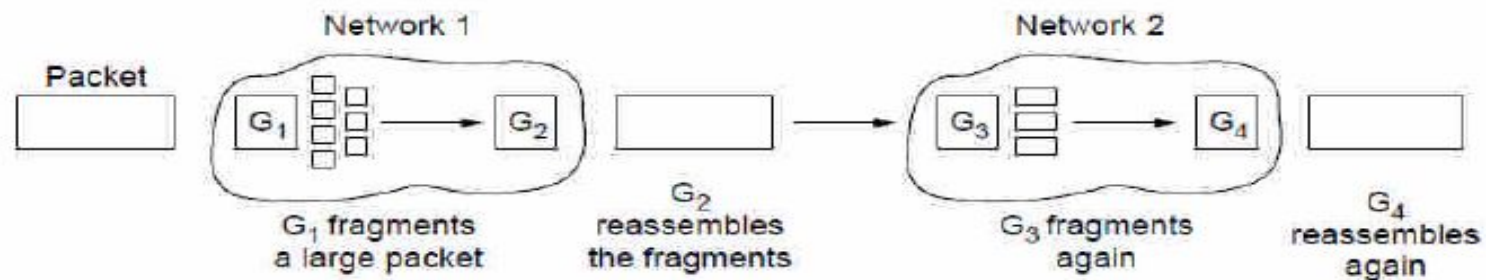 Network 1
Network 2
Packet
G1
G2
G3
G4
G1 fragments
a large packet
G2
reassembles
the fragments
G3 fragments
again
G4
reassembles
again